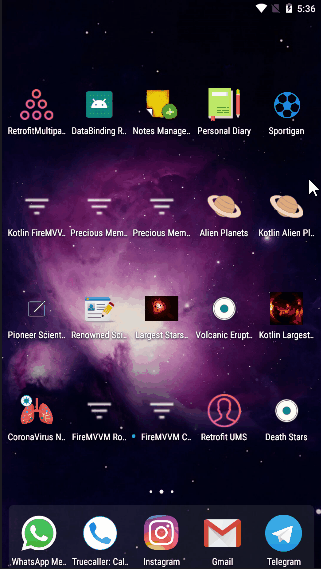 5:36
RetrofitMultipa..
DataBinding R..
Notes Manage..
Personal Diary
Sportigan
Kotlin FireMVV..
Precious Mem..
Precious Mem..
Alien Planets
Kotlin Alien Pl..
Pioneer Scient..
Renowned Sci..
Largest Stars..
Volcanic Erupt..
Kotlin Largest..
CoronaVirus N..
FireMVVM Ro..
FireMVVM C..
Retrofit UMS
Death Stars
WhatsApp Me..
Truecaller: Cal..
Instagram
Gmail
Telegram